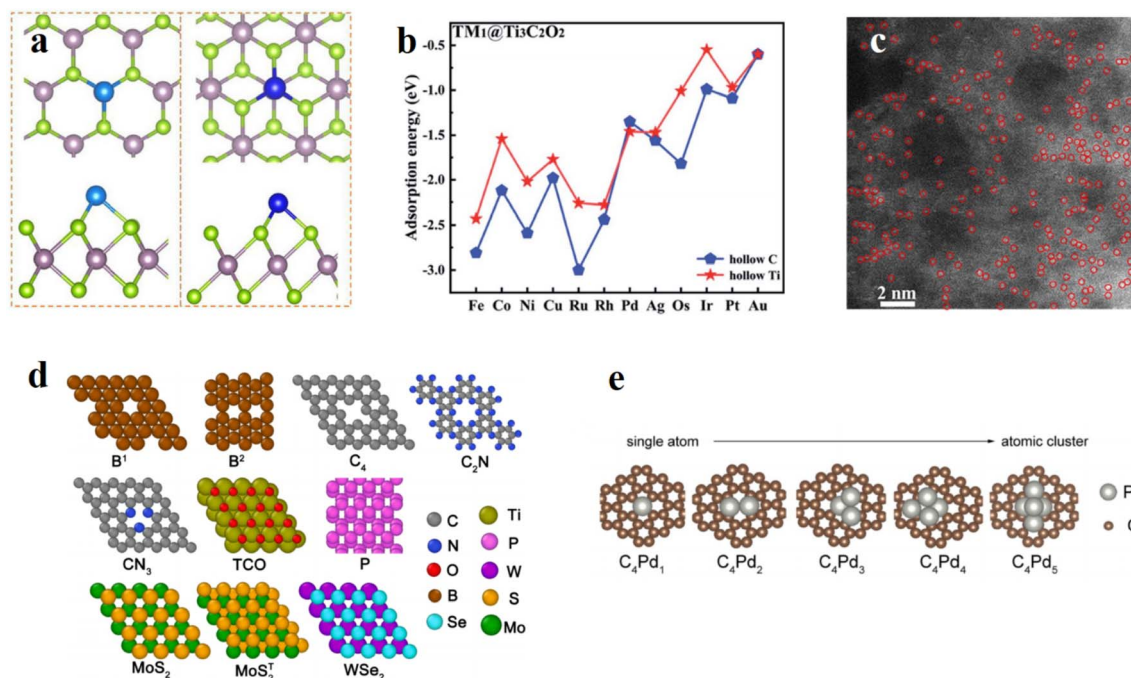 a
b
TM₁@Ti₃C₂O₂
Adsorption energy (eV)
-0.5
-1.0
-1.5
-2.0
-2.5
-3.0
hollow C
hollow Ti
Fe Co Ni Cu Ru Rh Pd Ag Os Ir Pt Au
c
2 nm
d
B¹ B² C₄ C₂N
CN₃ TCO P
MoS₂ MoS₂ᵀ WSe₂
C Ti
N P
O W
B S
Se Mo
e
single atom atomic cluster
C₄Pd₁ C₄Pd₂ C₄Pd₃ C₄Pd₄ C₄Pd₅
P